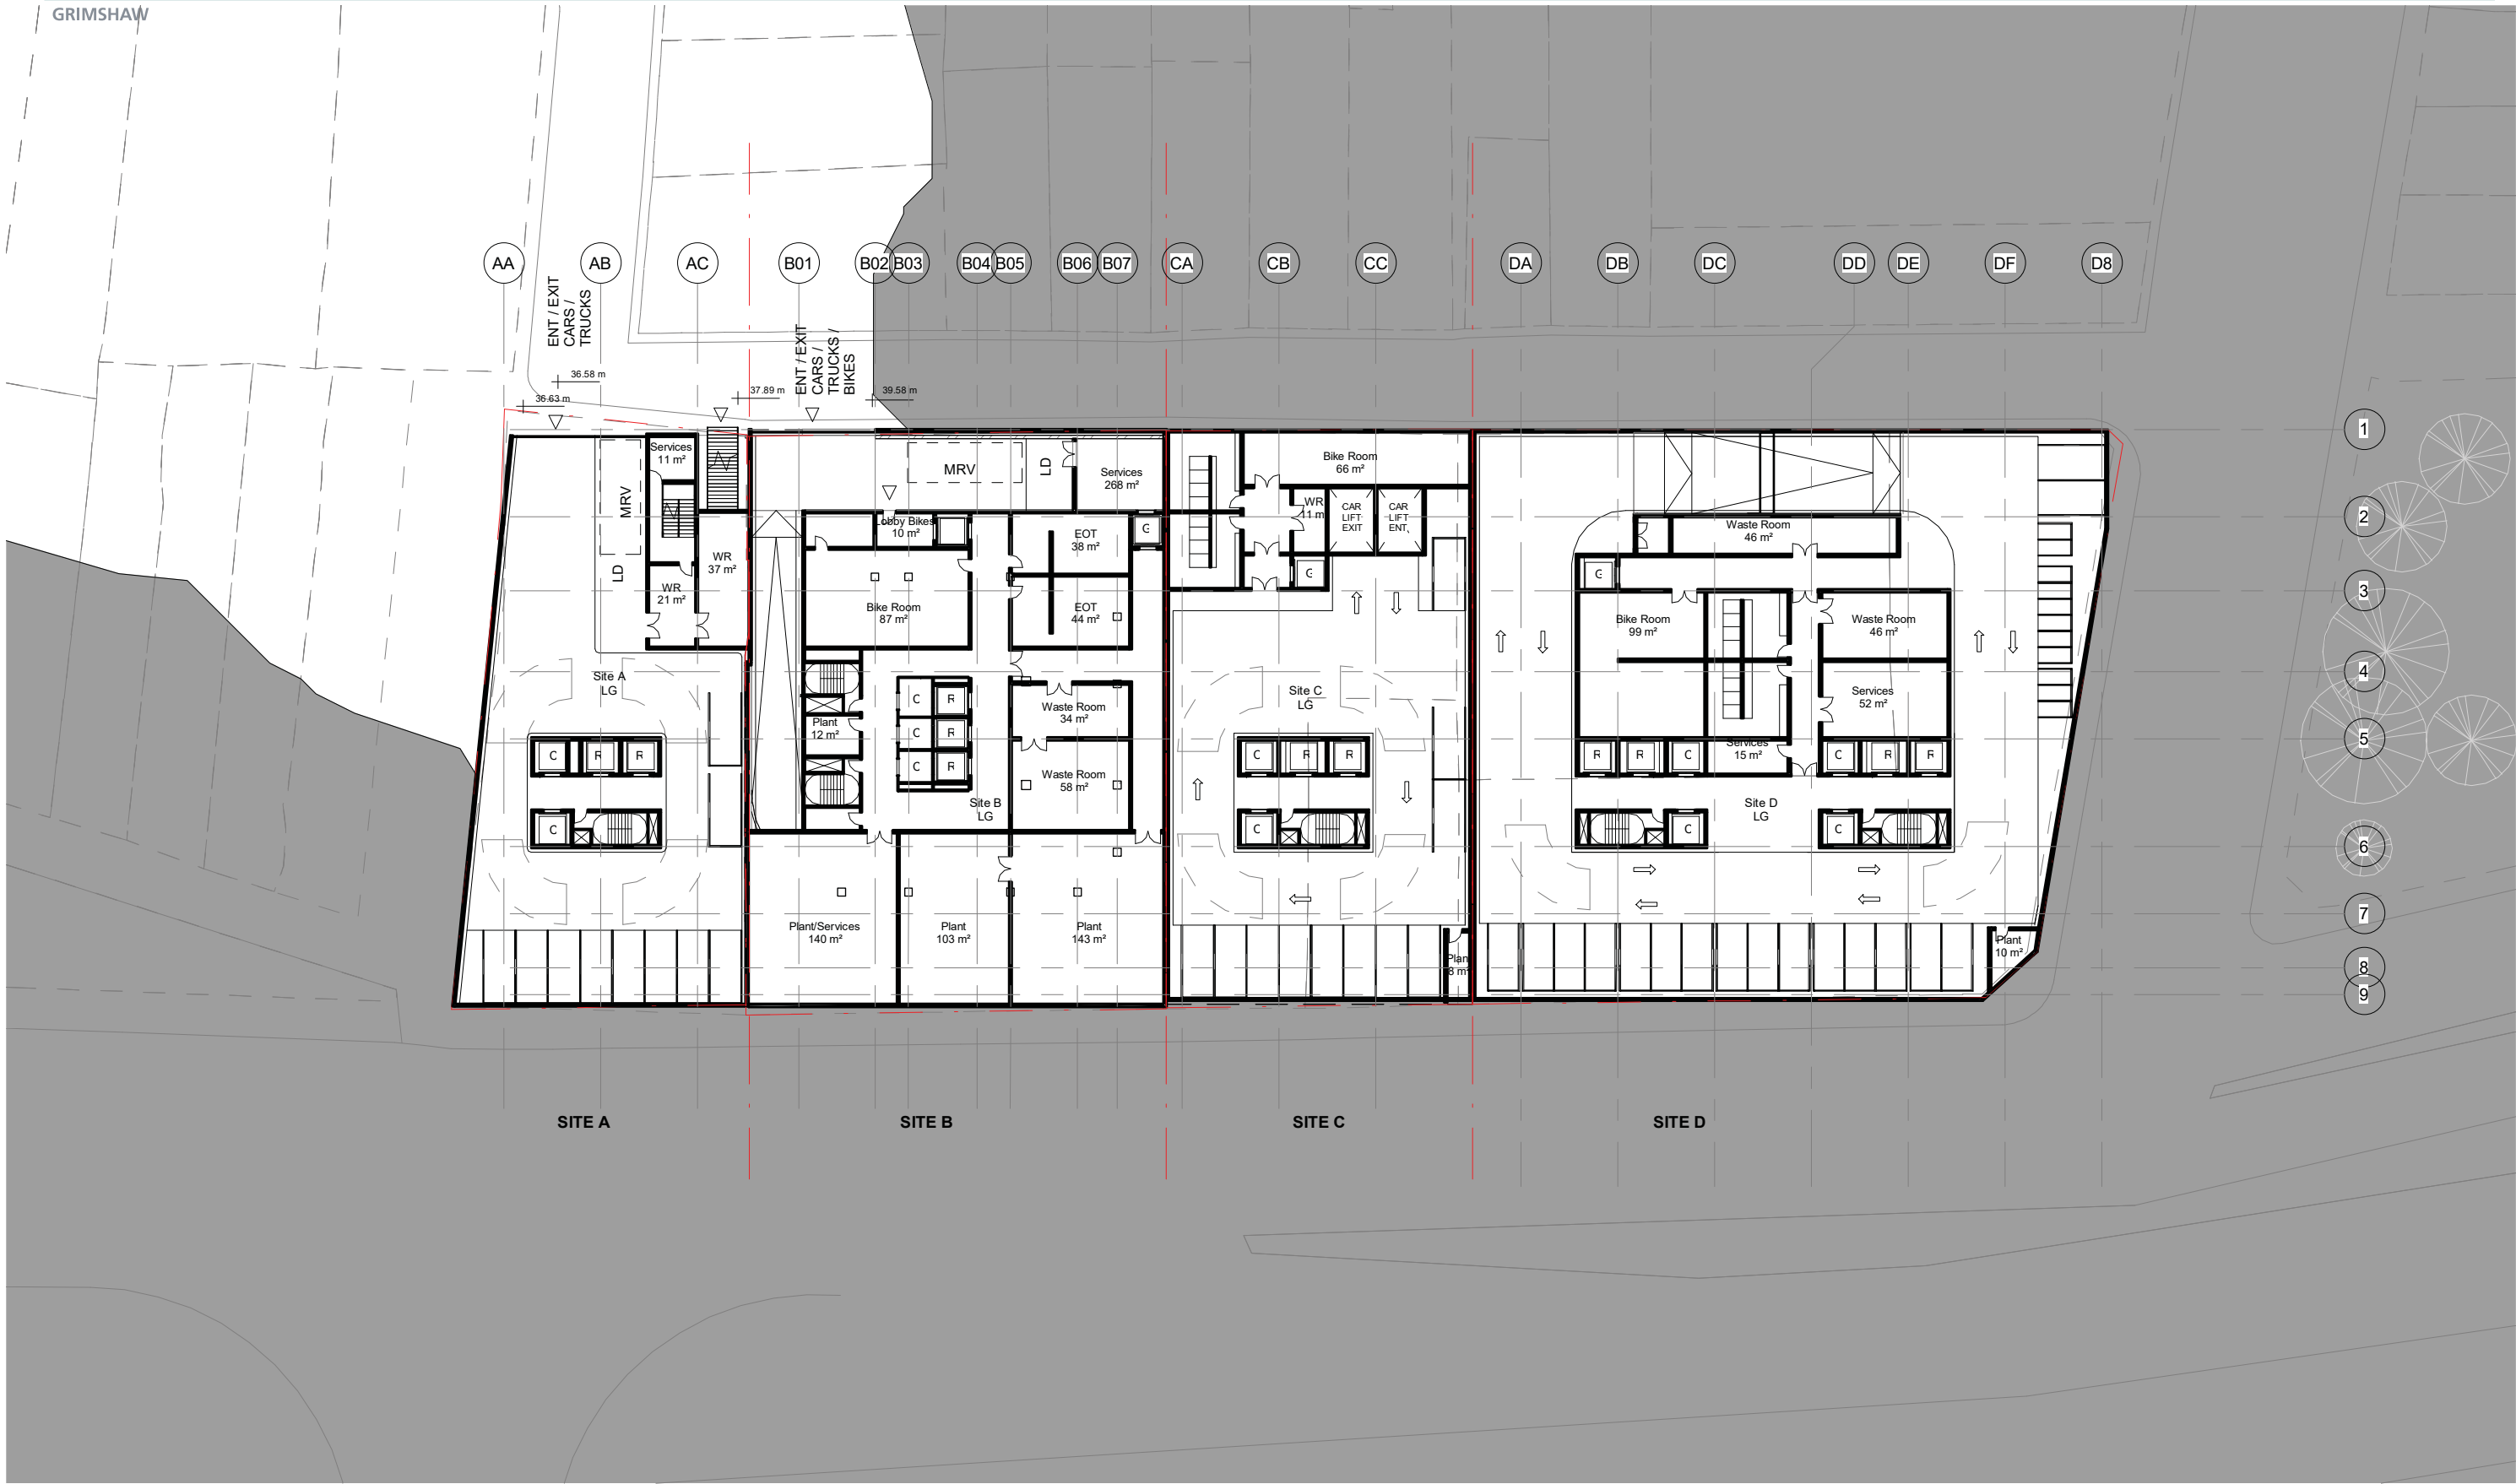 GRIMSHAW
AA
AB
AC
B01
B02
B03
B04
B05
B06
B07
CA
CB
CC
DA
DB
DC
DD
DE
DF
D8
ENT / EXIT
CARS /
TRUCKS
ENT / EXIT
CARS /
TRUCKS /
BIKES
36.58 m
36.63 m
37.89 m
39.58 m
1
2
3
4
5
6
7
8
9
Services
11 m²
MRV
LD
WR
37 m²
WR
21 m²
Site A
LG
C
R
R
C
MRV
LD
Services
268 m²
Lobby Bikes
10 m²
EOT
38 m²
G
Bike Room
87 m²
EOT
44 m²
Plant
12 m²
C
R
C
R
C
R
Waste Room
34 m²
Waste Room
58 m²
Site B
LG
Plant/Services
140 m²
Plant
103 m²
Plant
143 m²
Bike Room
66 m²
WR
11 m
CAR
LIFT
EXIT
CAR
LIFT
ENT.
G
Site C
LG
C
R
R
C
Plan
8 m²
Waste Room
46 m²
G
Bike Room
99 m²
Waste Room
46 m²
Services
52 m²
Services
15 m²
R
R
C
C
R
R
Site D
LG
C
C
Plant
10 m²
SITE A
SITE B
SITE C
SITE D